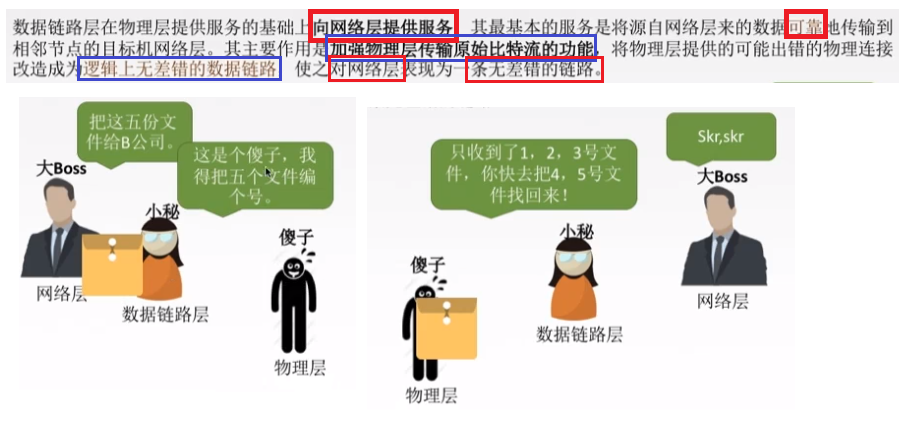 数据链路层在物理层提供服务的基础上向网络层提供服务，其最基本的服务是将源自网络层来的数据可靠地传输到
相邻节点的目标机网络层。其主要作用是加强物理层传输原始比特流的功能，将物理层提供的可能出错的物理连接
改造成为逻辑上无差错的数据链路，使之对网络层表现为一条无差错的链路。
把这五份文
件给B公司。
大Boss
这是个傻子，我
得把五个文件编
个号。
小秘
傻子
网络层
数据链路层
物理层
只收到了1，2，3号文
件，你快去把4，5号文
件找回来！
Skr,skr
大Boss
小秘
傻子
网络层
数据链路层
物理层